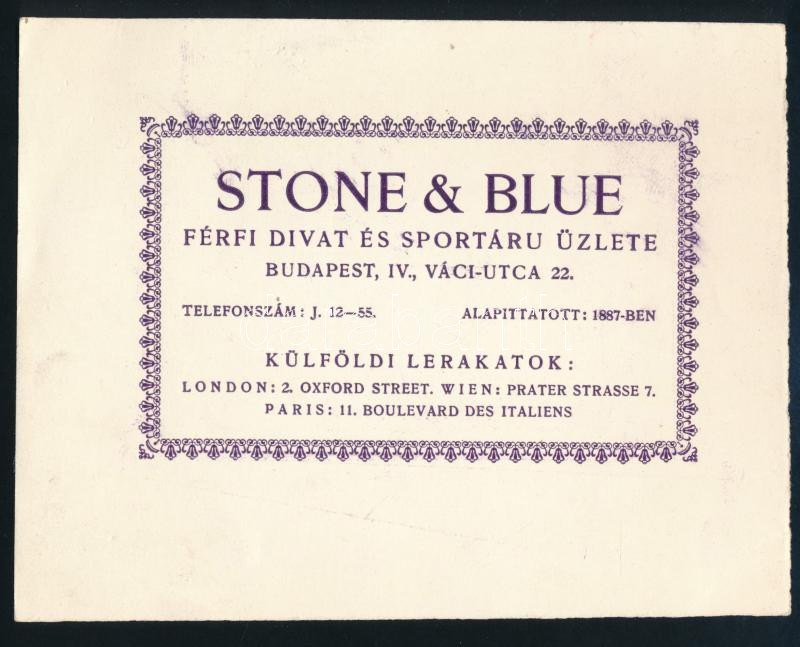 STONE & BLUE
FÉRFI DIVAT ÉS SPORTÁRU ÜZLETE
BUDAPEST, IV., VÁCI-UTCA 22.
TELEFONSZÁM: J. 12—55. ALAPITTATOTT: 1887-BEN
KÜLFÖLDI LERAKATOK:
LONDON: 2. OXFORD STREET. WIEN: PRATER STRASSE 7.
PARIS: 11. BOULEVARD DES ITALIENS